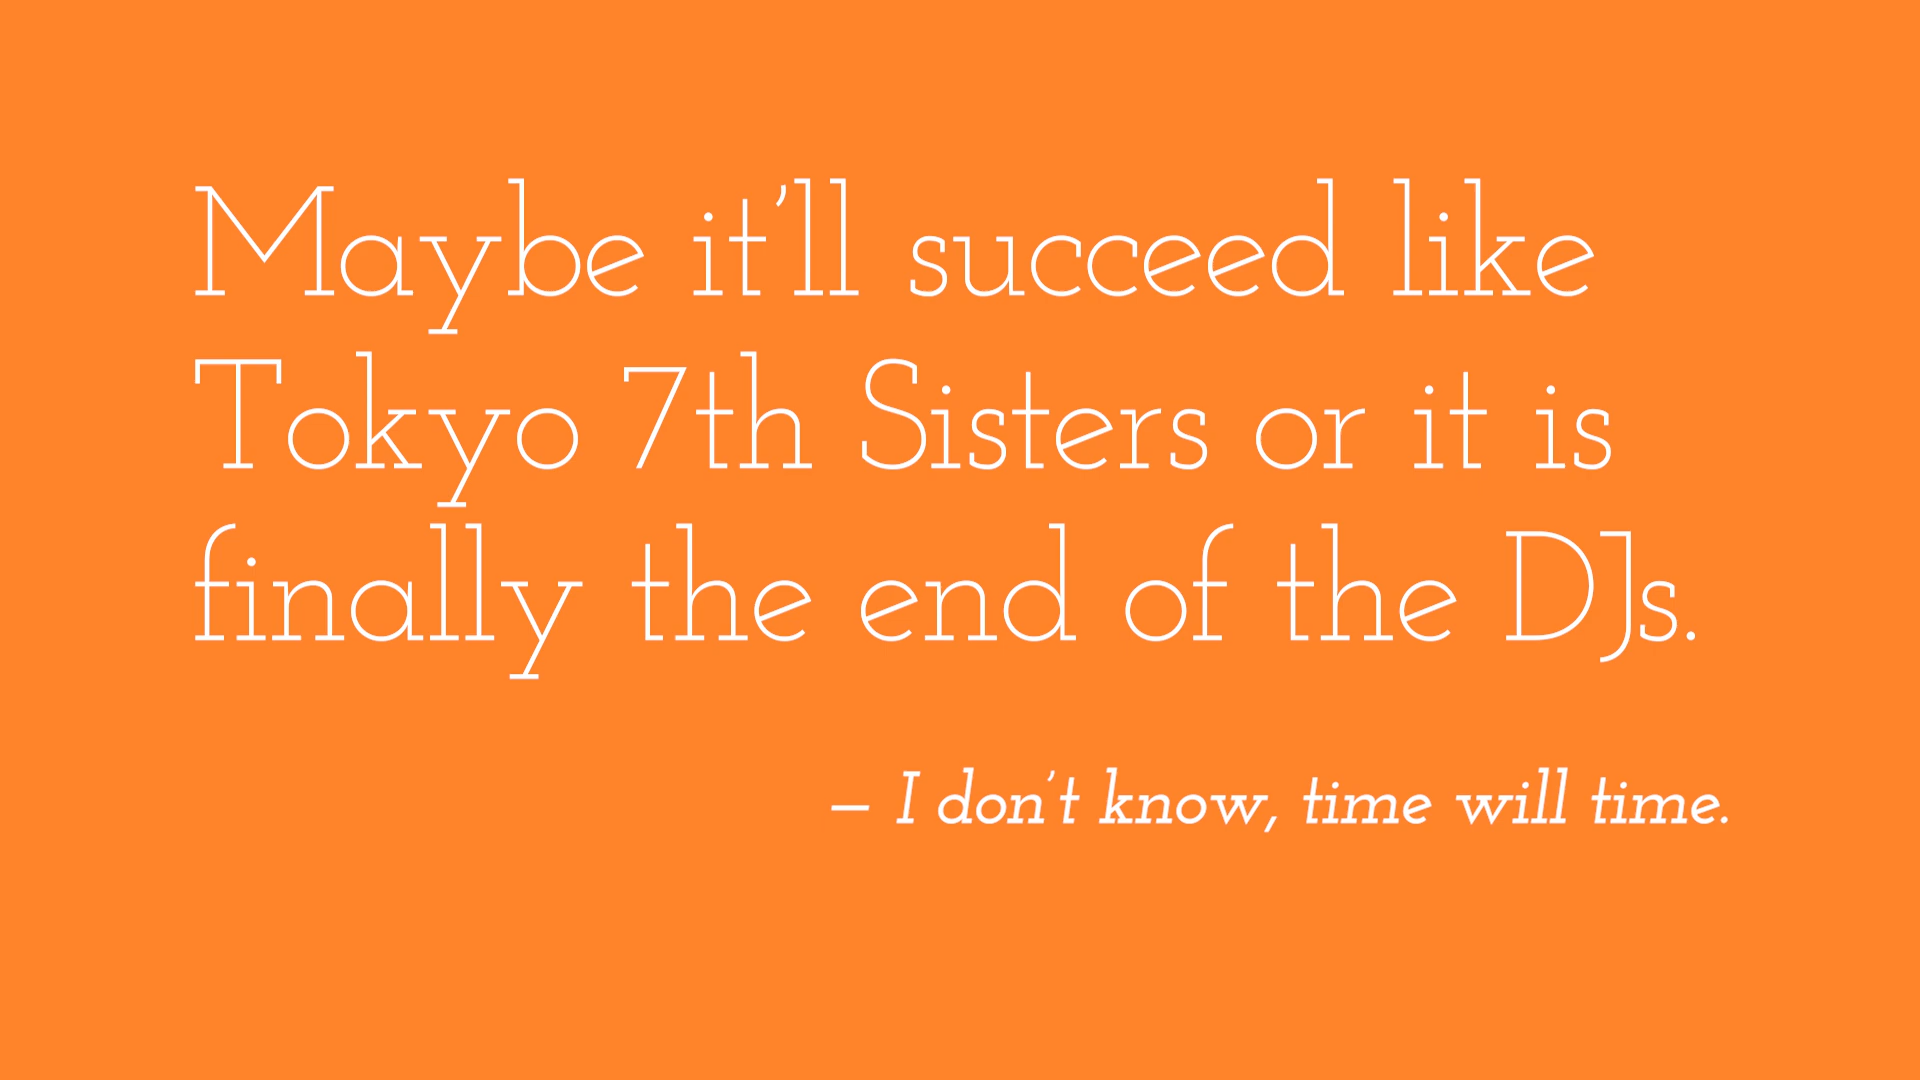 Maybe it’ll succeed like
Tokyo 7th Sisters or it is
finally the end of the DJs.
– I don’t know, time will time.